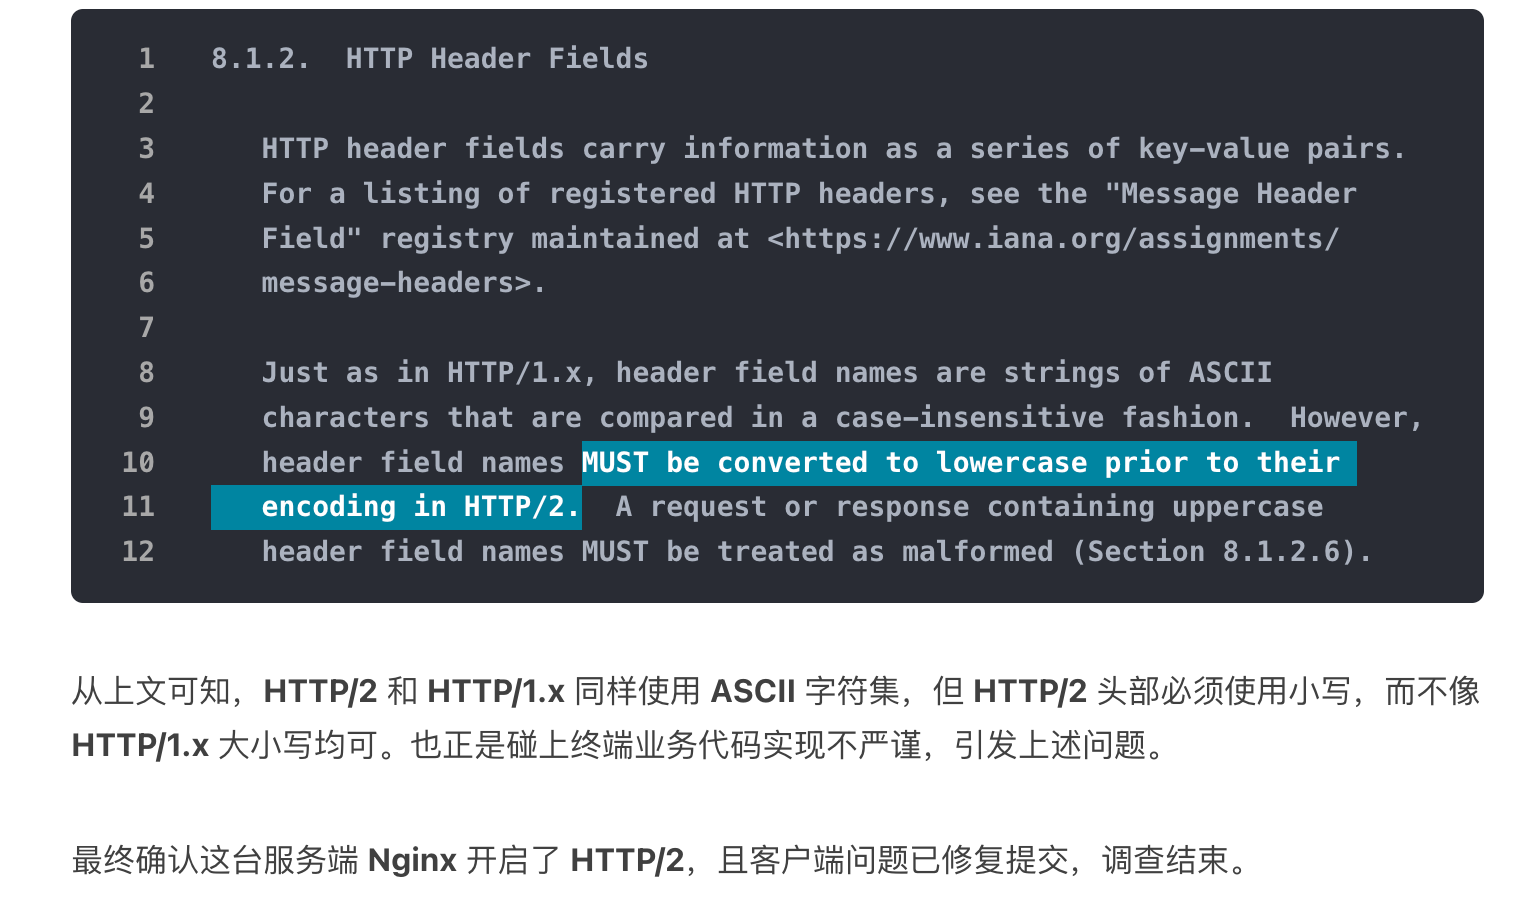 1 8.1.2. HTTP Header Fields
2
3 HTTP header fields carry information as a series of key-value pairs.
4 For a listing of registered HTTP headers, see the "Message Header
5 Field" registry maintained at <https://www.iana.org/assignments/
6 message-headers>.
7
8 Just as in HTTP/1.x, header field names are strings of ASCII
9 characters that are compared in a case-insensitive fashion. However,
10 header field names MUST be converted to lowercase prior to their
11 encoding in HTTP/2. A request or response containing uppercase
12 header field names MUST be treated as malformed (Section 8.1.2.6).
从上文可知，HTTP/2 和 HTTP/1.x 同样使用 ASCII 字符集，但 HTTP/2 头部必须使用小写，而不像
HTTP/1.x 大小写均可。也正是碰上终端业务代码实现不严谨，引发上述问题。
最终确认这台服务端 Nginx 开启了 HTTP/2，且客户端问题已修复提交，调查结束。